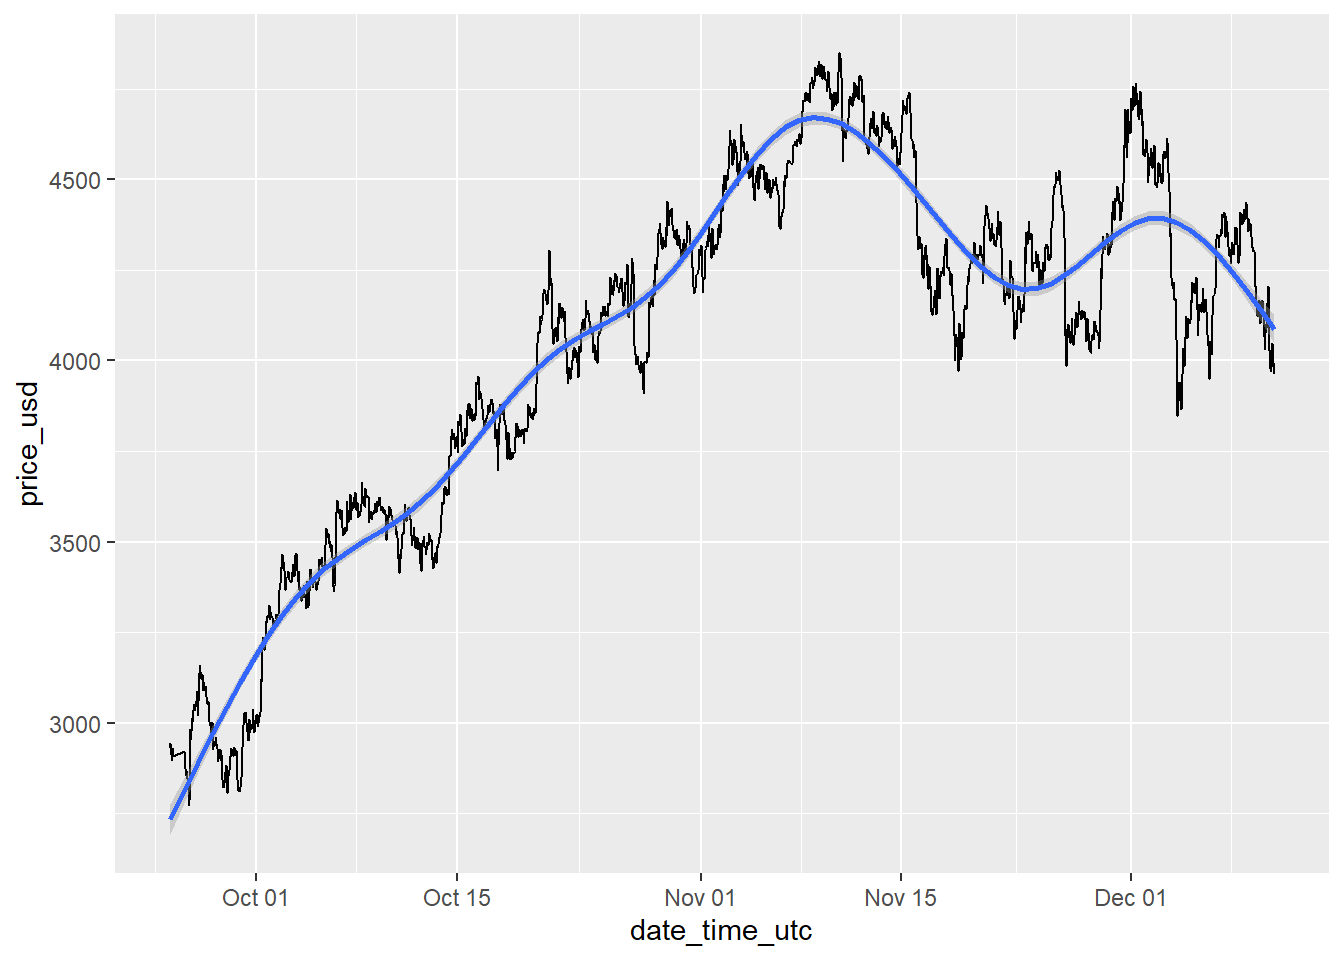 4500
4000
3500
3000
price_usd
Oct 01
Oct 15
Nov 01
Nov 15
Dec 01
date_time_utc